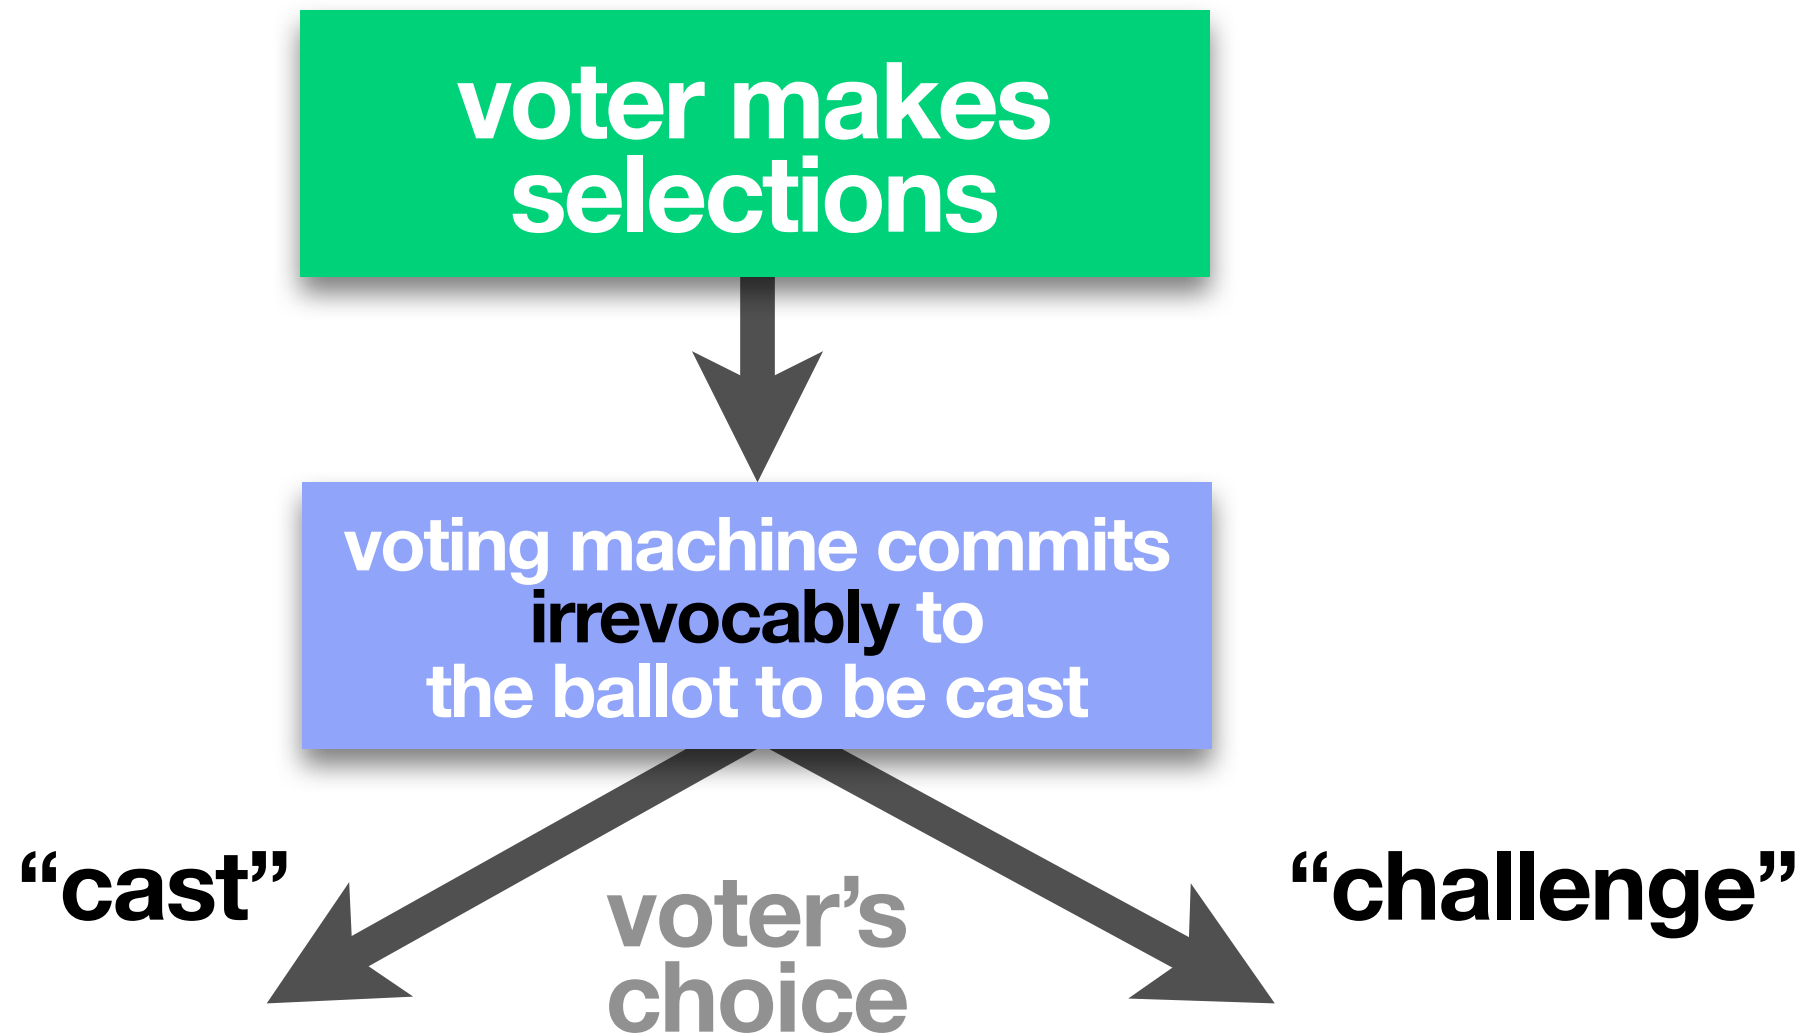 voter makes
selections
voting machine commits
irrevocably to
the ballot to be cast
“cast”
“challenge”
voter’s
choice